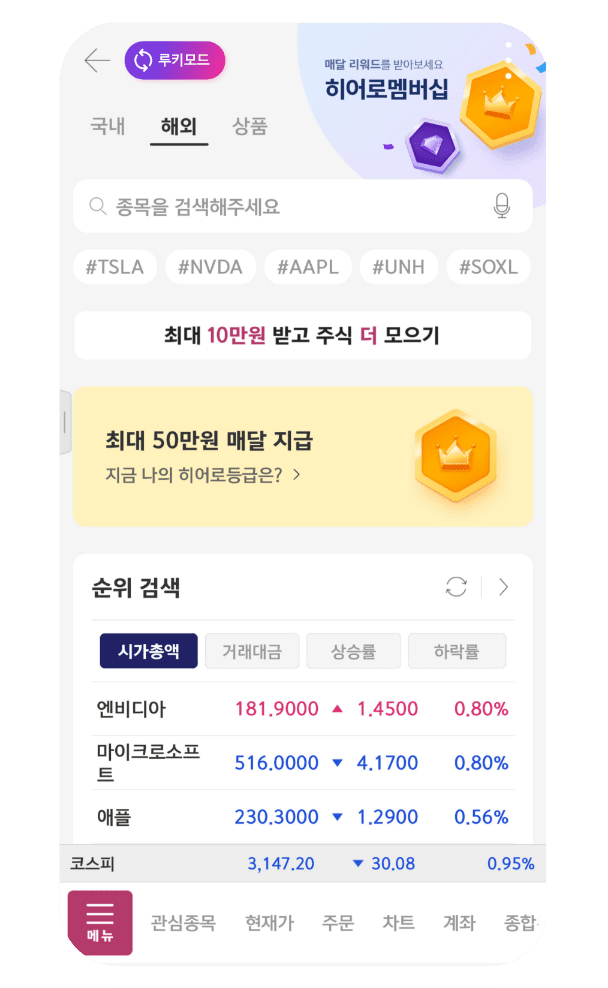 루키모드
매달 리워드를 받아보세요
히어로멤버십
국내 해외 상품
종목을 검색해주세요
#TSLA #NVDA #AAPL #UNH #SOXL
최대 10만원 받고 주식 더 모으기
최대 50만원 매달 지급
지금 나의 히어로등급은? >
순위 검색
시가총액 거래대금 상승률 하락률
엔비디아 181.9000 ▲ 1.4500 0.80%
마이크로소프
트 516.0000 ▼ 4.1700 0.80%
애플 230.3000 ▼ 1.2900 0.56%
코스피 3,147.20 ▼ 30.08 0.95%
메뉴 관심종목 현재가 주문 차트 계좌 종합